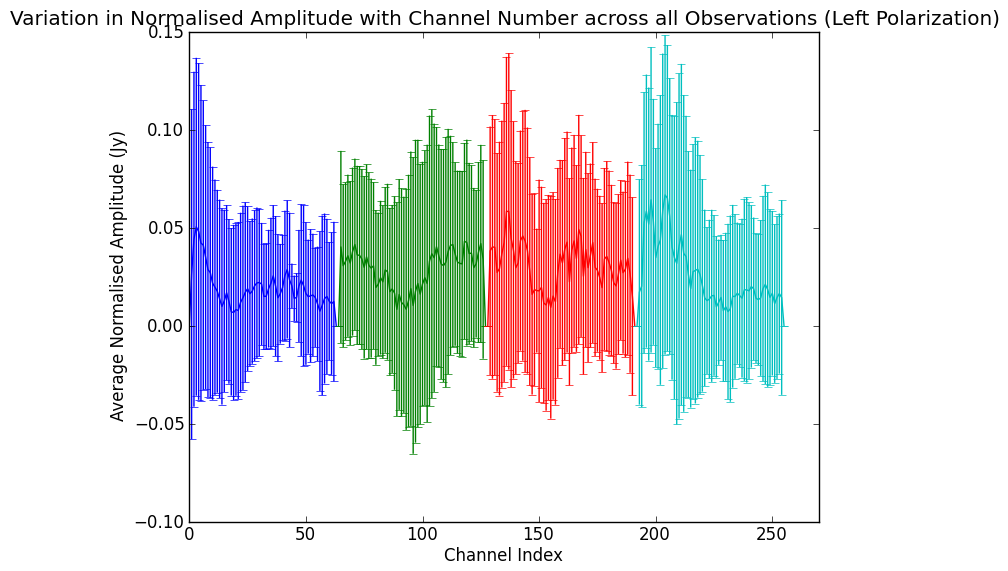 Variation in Normalised Amplitude with Channel Number across all Observations (Left Polarization)
0.15
0.10
0.05
0.00
−0.05
−0.10
Average Normalised Amplitude (Jy)
0 50 100 150 200 250
Channel Index